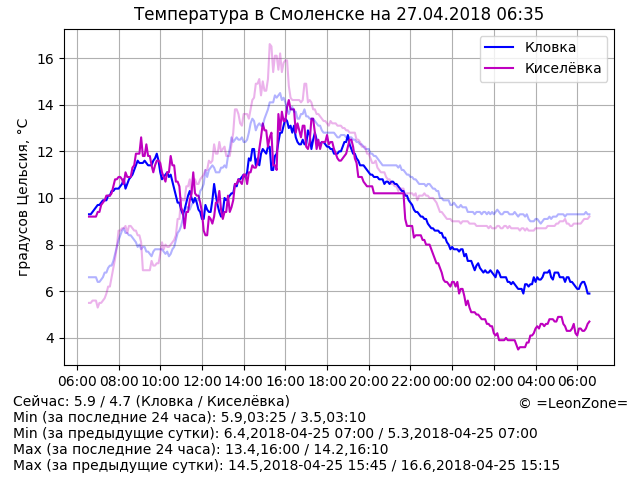 Температура в Смоленске на 27.04.2018 06:35
Кловка
Киселёвка
градусов Цельсия, °C
16
14
12
10
8
6
4
06:00 08:00 10:00 12:00 14:00 16:00 18:00 20:00 22:00 00:00 02:00 04:00 06:00
Сейчас: 5.9 / 4.7 (Кловка / Киселёвка)
© =LeonZone=
Min (за последние 24 часа): 5.9,03:25 / 3.5,03:10
Min (за предыдущие сутки): 6.4,2018-04-25 07:00 / 5.3,2018-04-25 07:00
Max (за последние 24 часа): 13.4,16:00 / 14.2,16:10
Max (за предыдущие сутки): 14.5,2018-04-25 15:45 / 16.6,2018-04-25 15:15